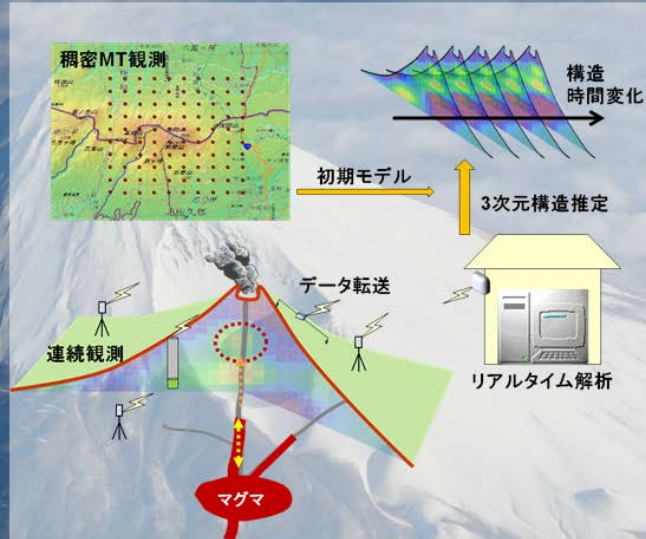 稠密MT観測
構造
時間変化
初期モデル
3次元構造推定
データ転送
連続観測
リアルタイム解析
マグマ